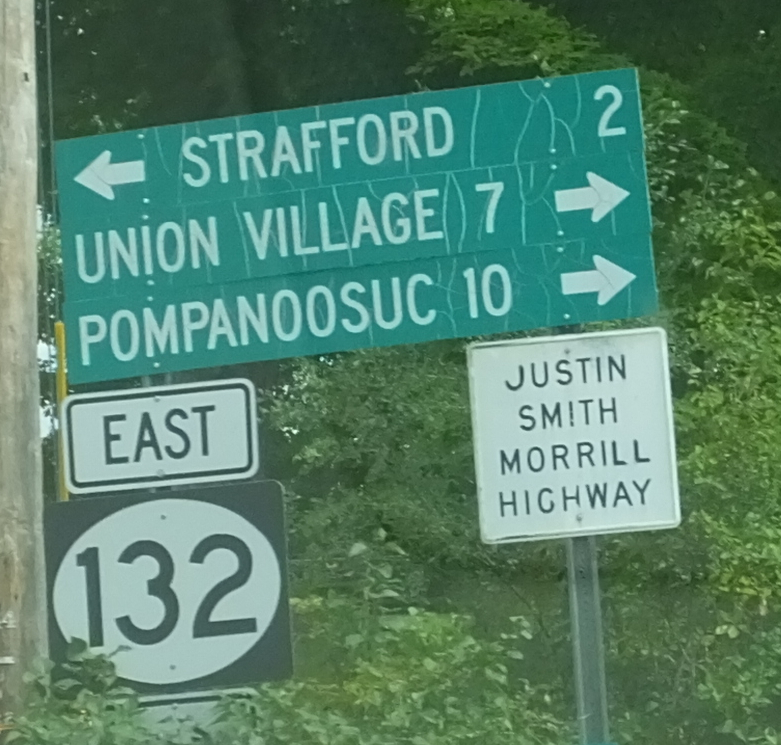 STRAFFORD 2
UNION VILLAGE 7
POMPANOOSUC 10
EAST
132
JUSTIN
SMITH
MORRILL
HIGHWAY